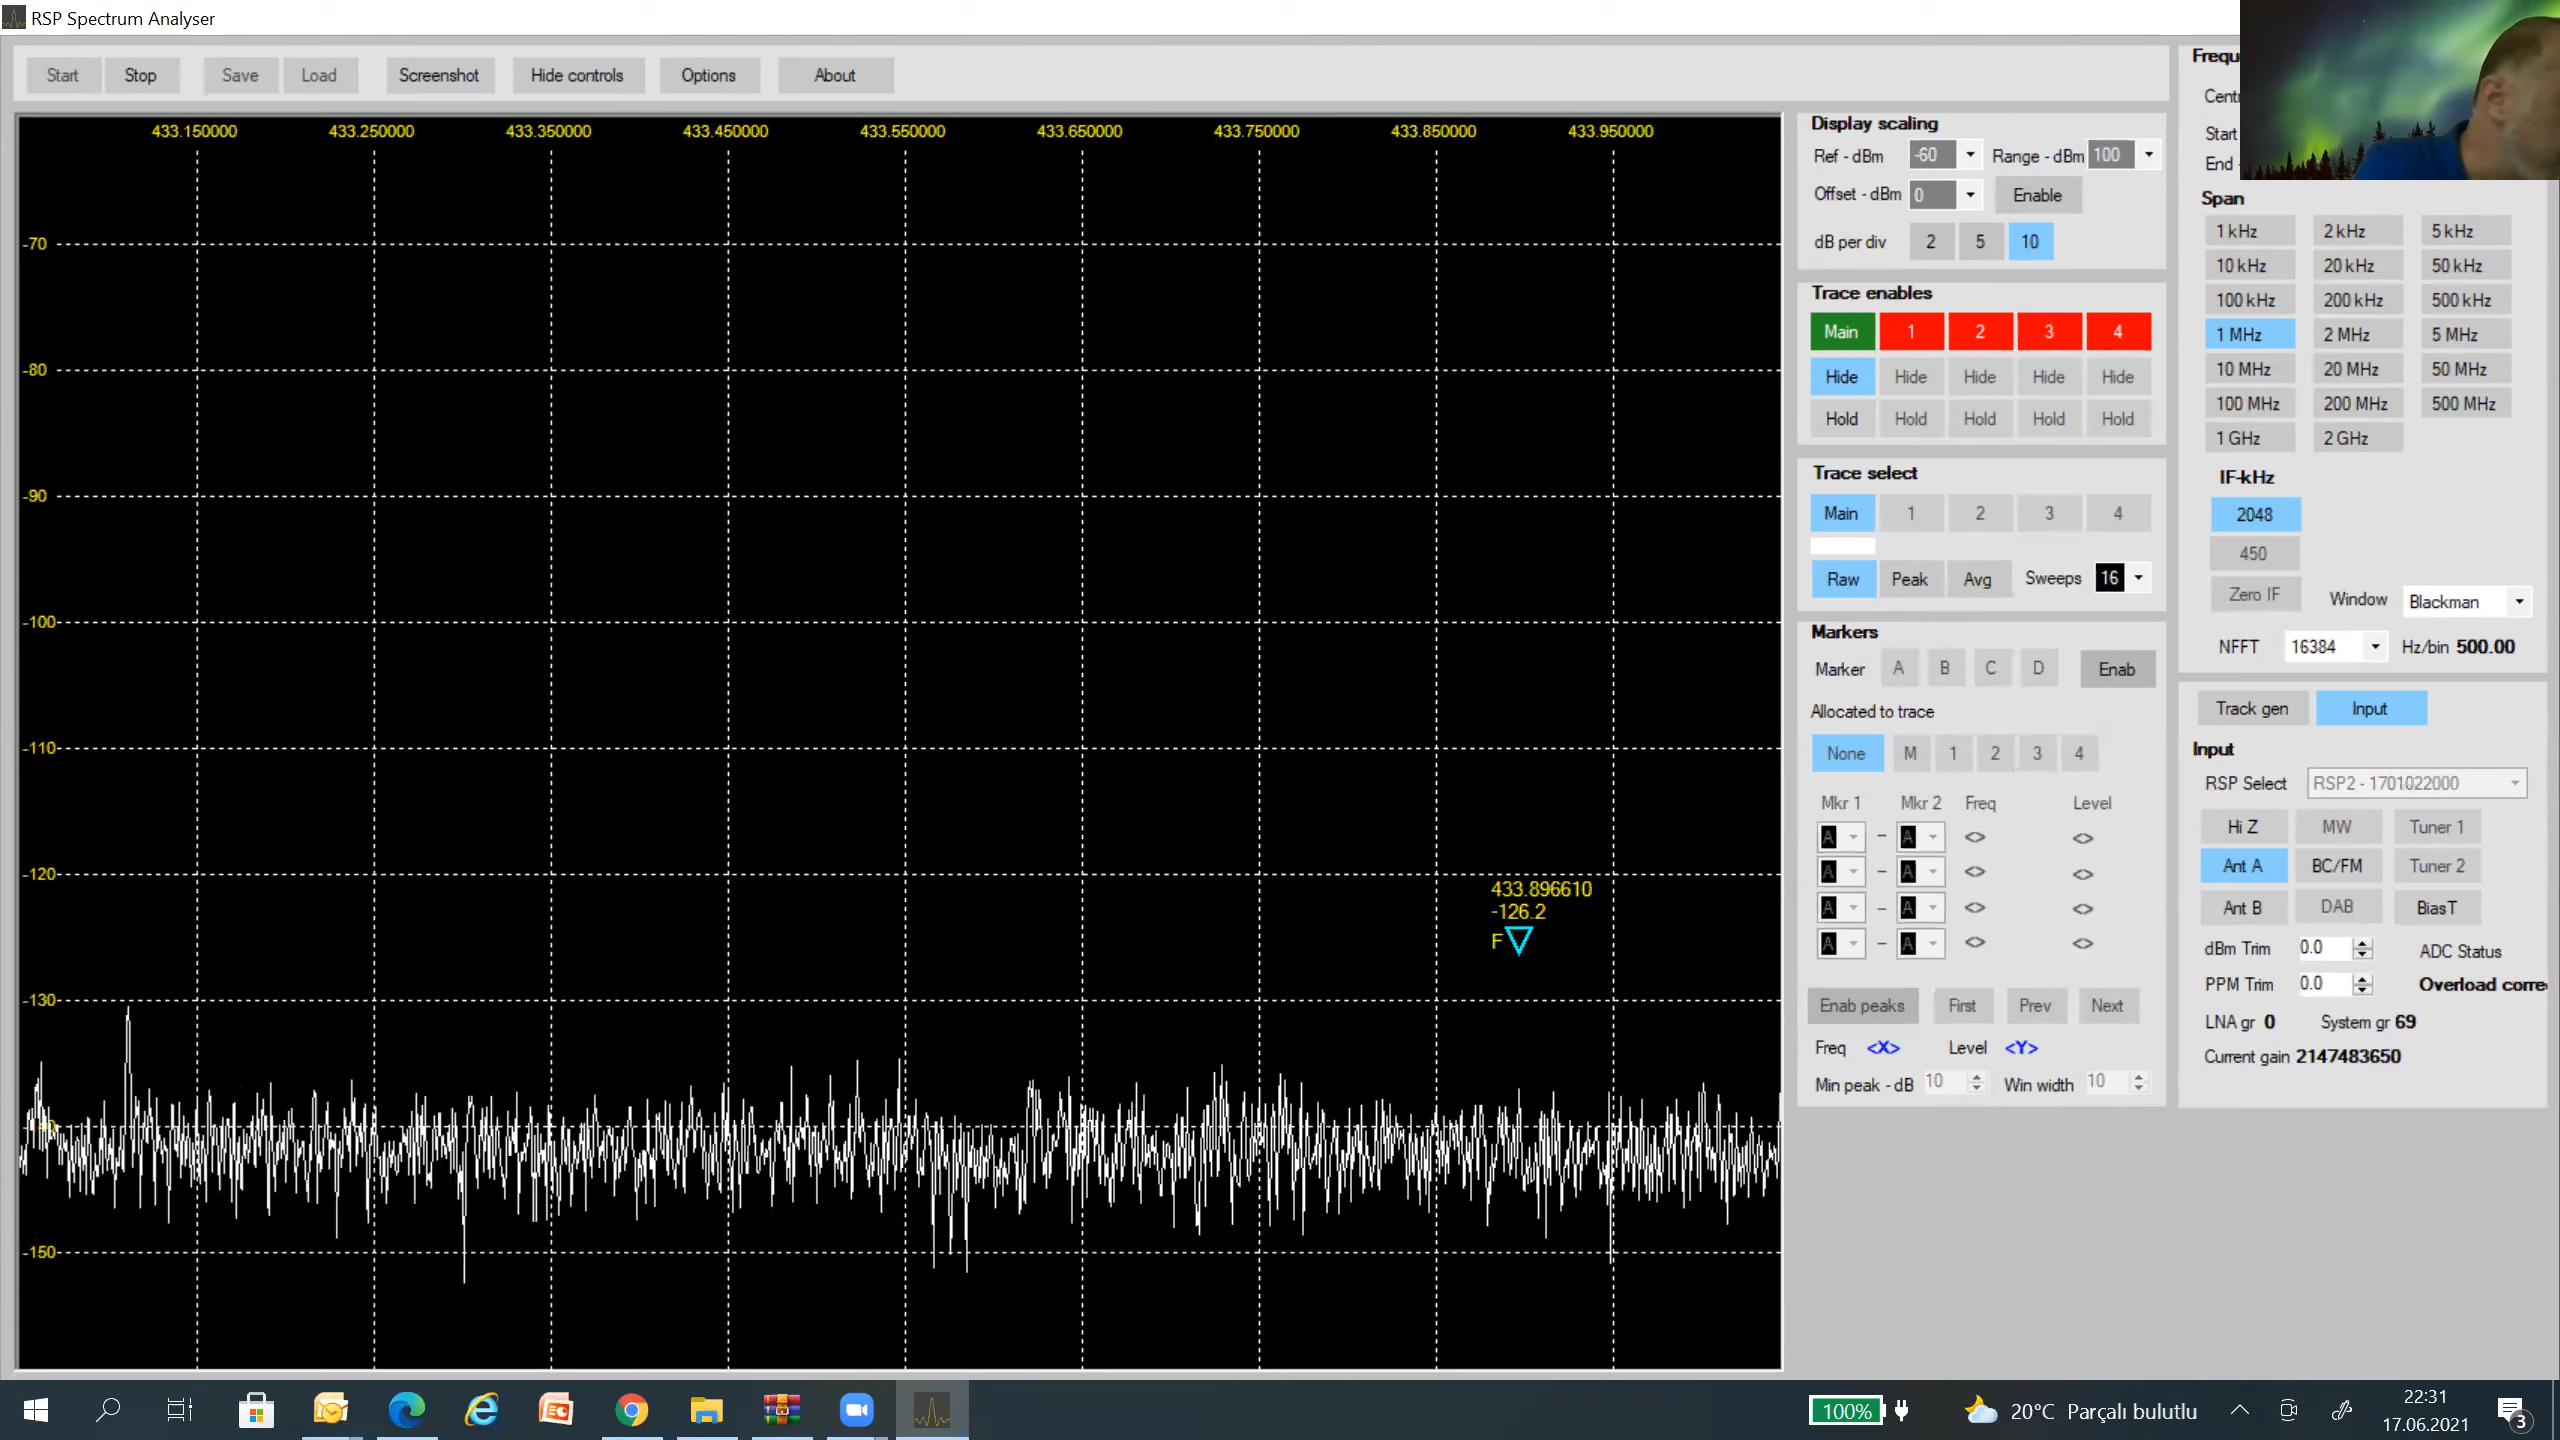 RSP Spectrum Analyser
Start Stop Save Load Screenshot Hide controls Options About
433.150000 433.250000 433.350000 433.450000 433.550000 433.650000 433.750000 433.850000 433.950000
-70
-80
-90
-100
-110
-120
-130
-150
433.896610
-126.2
F
Display scaling
Ref - dBm -60 Range - dBm 100
Offset - dBm 0 Enable
dB per div 2 5 10
Trace enables
Main 1 2 3 4
Hide Hide Hide Hide Hide
Hold Hold Hold Hold Hold
Trace select
Main 1 2 3 4
Raw Peak Avg Sweeps 16
Markers
Marker A B C D Enab
Allocated to trace
None M 1 2 3 4
Mkr 1 Mkr 2 Freq Level
A - A <> <>
A - A <> <>
A - A <> <>
A - A <> <>
Enab peaks First Prev Next
Freq <X> Level <Y>
Min peak - dB 10 Win width 10
Start
End -
Span
1 kHz 2 kHz 5 kHz
10 kHz 20 kHz 50 kHz
100 kHz 200 kHz 500 kHz
1 MHz 2 MHz 5 MHz
10 MHz 20 MHz 50 MHz
100 MHz 200 MHz 500 MHz
1 GHz 2 GHz
IF-kHz
2048
450
Zero IF Window Blackman
NFFT 16384 Hz/bin 500.00
Track gen Input
Input
RSP Select RSP2 - 1701022000
Hi Z MW Tuner 1
Ant A BC/FM Tuner 2
Ant B DAB BiasT
dBm Trim 0.0 ADC Status
PPM Trim 0.0 Overload corre
LNA gr 0 System gr 69
Current gain 2147483650
100% 20°C Parçalı bulutlu 22:31
17.06.2021 3